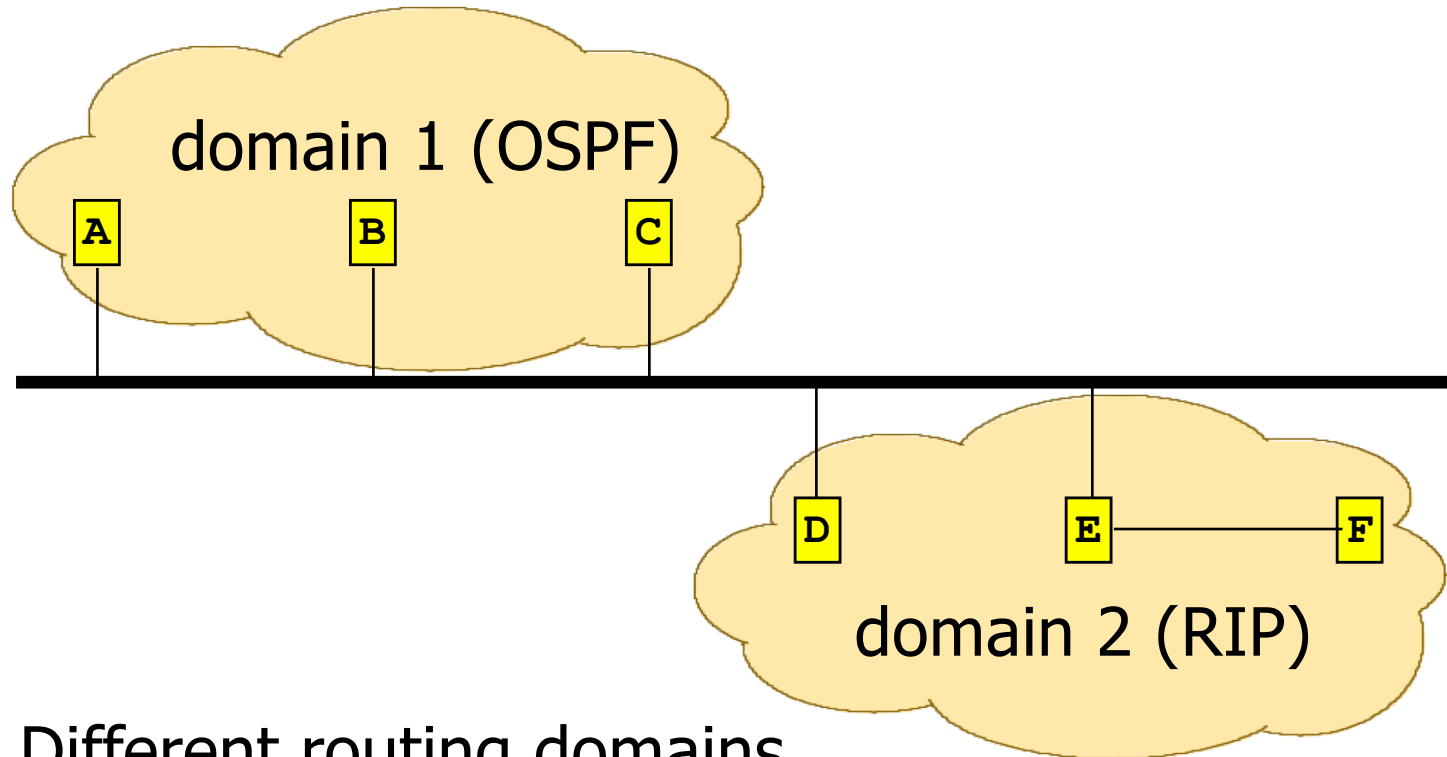 domain 1 (OSPF)
A B C
D E F
domain 2 (RIP)
Different routing domains